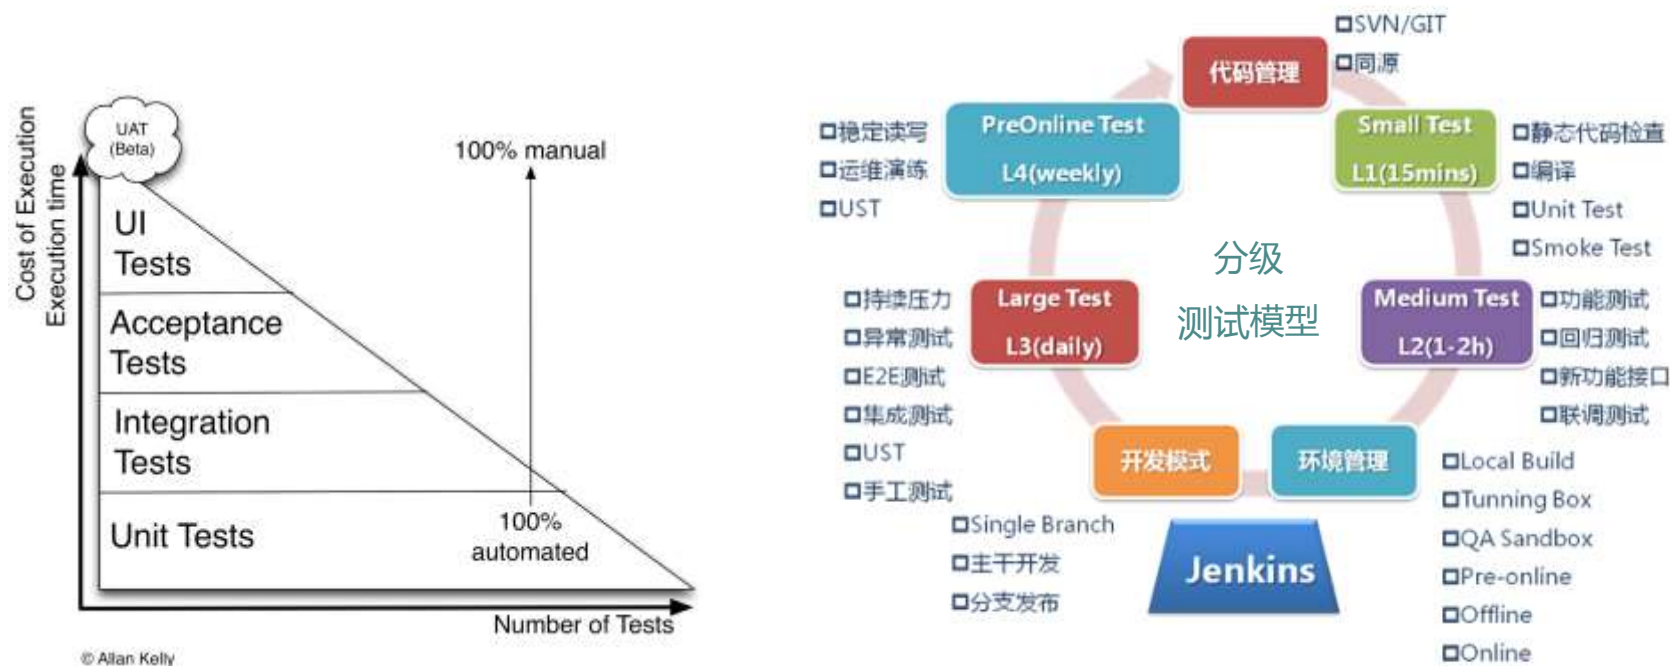 Cost of Execution
Execution time
UAT
(Beta)
UI
Tests
Acceptance
Tests
Integration
Tests
Unit Tests
100% manual
100%
automated
Number of Tests
© Allan Kelly
代码管理
SVN/GIT
同源
Small Test
L1(15mins)
静态代码检查
编译
Unit Test
Smoke Test
Medium Test
L2(1-2h)
功能测试
回归测试
新功能接口
联调测试
环境管理
Local Build
Tunning Box
QA Sandbox
Pre-online
Offline
Online
开发模式
Single Branch
主干开发
分支发布
Large Test
L3(daily)
持续压力
异常测试
E2E测试
集成测试
UST
手工测试
PreOnline Test
L4(weekly)
稳定读写
运维演练
UST
分级
测试模型
Jenkins